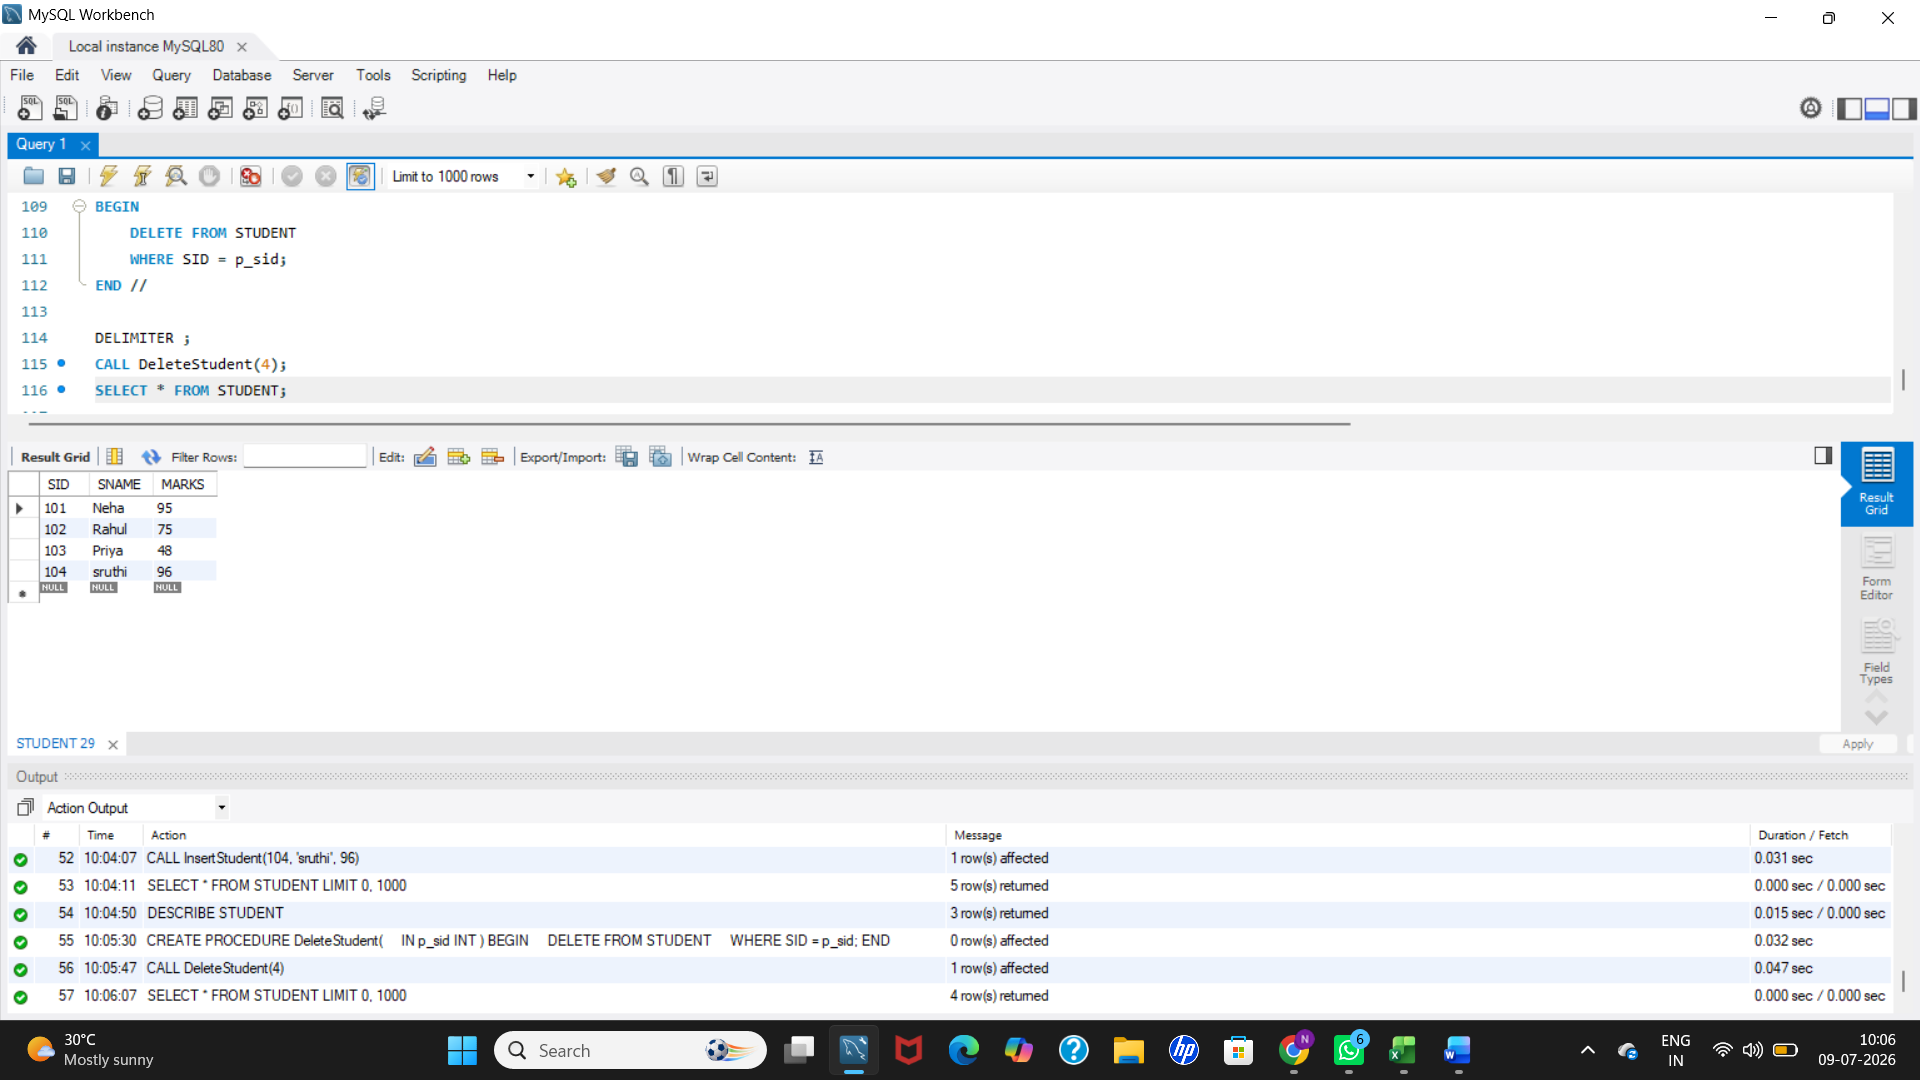 MySQL Workbench
Local instance MySQL80
File Edit View Query Database Server Tools Scripting Help
Query 1
Limit to 1000 rows
109 BEGIN
110 DELETE FROM STUDENT
111 WHERE SID = p_sid;
112 END //
113
114 DELIMITER ;
115 CALL DeleteStudent(4);
116 SELECT * FROM STUDENT;
Result Grid Filter Rows: Edit: Export/Import: Wrap Cell Content:
SID SNAME MARKS
101 Neha 95
102 Rahul 75
103 Priya 48
104 sruthi 96
NULL NULL NULL
Result Grid
Form Editor
Field Types
STUDENT 29
Apply
Output
Action Output
# Time Action Message Duration / Fetch
52 10:04:07 CALL InsertStudent(104, 'sruthi', 96) 1 row(s) affected 0.031 sec
53 10:04:11 SELECT * FROM STUDENT LIMIT 0, 1000 5 row(s) returned 0.000 sec / 0.000 sec
54 10:04:50 DESCRIBE STUDENT 3 row(s) returned 0.015 sec / 0.000 sec
55 10:05:30 CREATE PROCEDURE DeleteStudent( IN p_sid INT ) BEGIN DELETE FROM STUDENT WHERE SID = p_sid; END 0 row(s) affected 0.032 sec
56 10:05:47 CALL DeleteStudent(4) 1 row(s) affected 0.047 sec
57 10:06:07 SELECT * FROM STUDENT LIMIT 0, 1000 4 row(s) returned 0.000 sec / 0.000 sec
30°C
Mostly sunny
Search
N
6
ENG
IN
10:06
09-07-2026